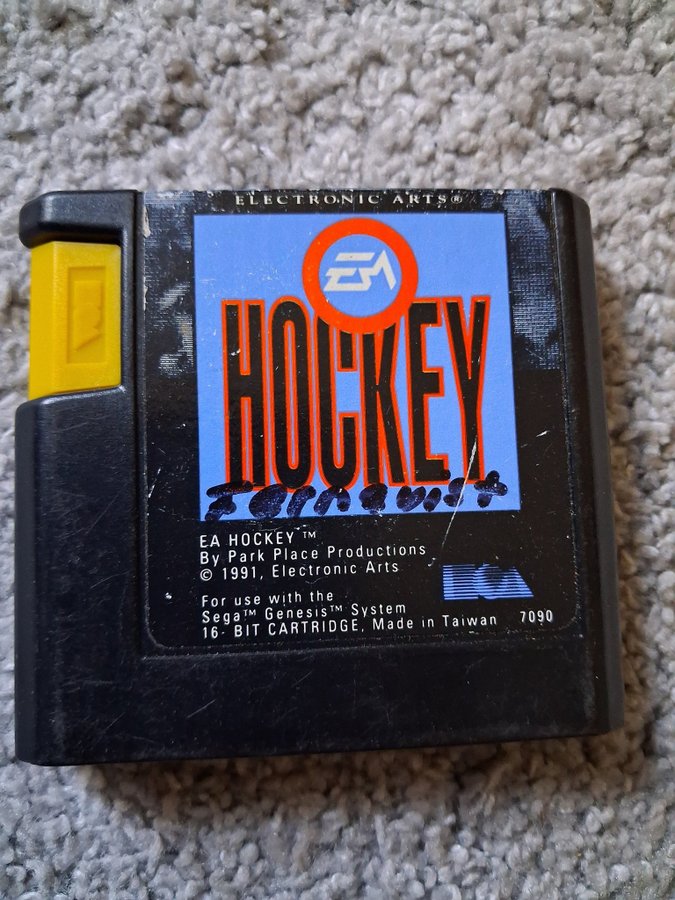 ELECTRONIC ARTS®
EA
HOCKEY
EA HOCKEY™
By Park Place Productions
© 1991, Electronic Arts
For use with the
Sega™ Genesis™ System
16- BIT CARTRIDGE, Made in Taiwan 7090